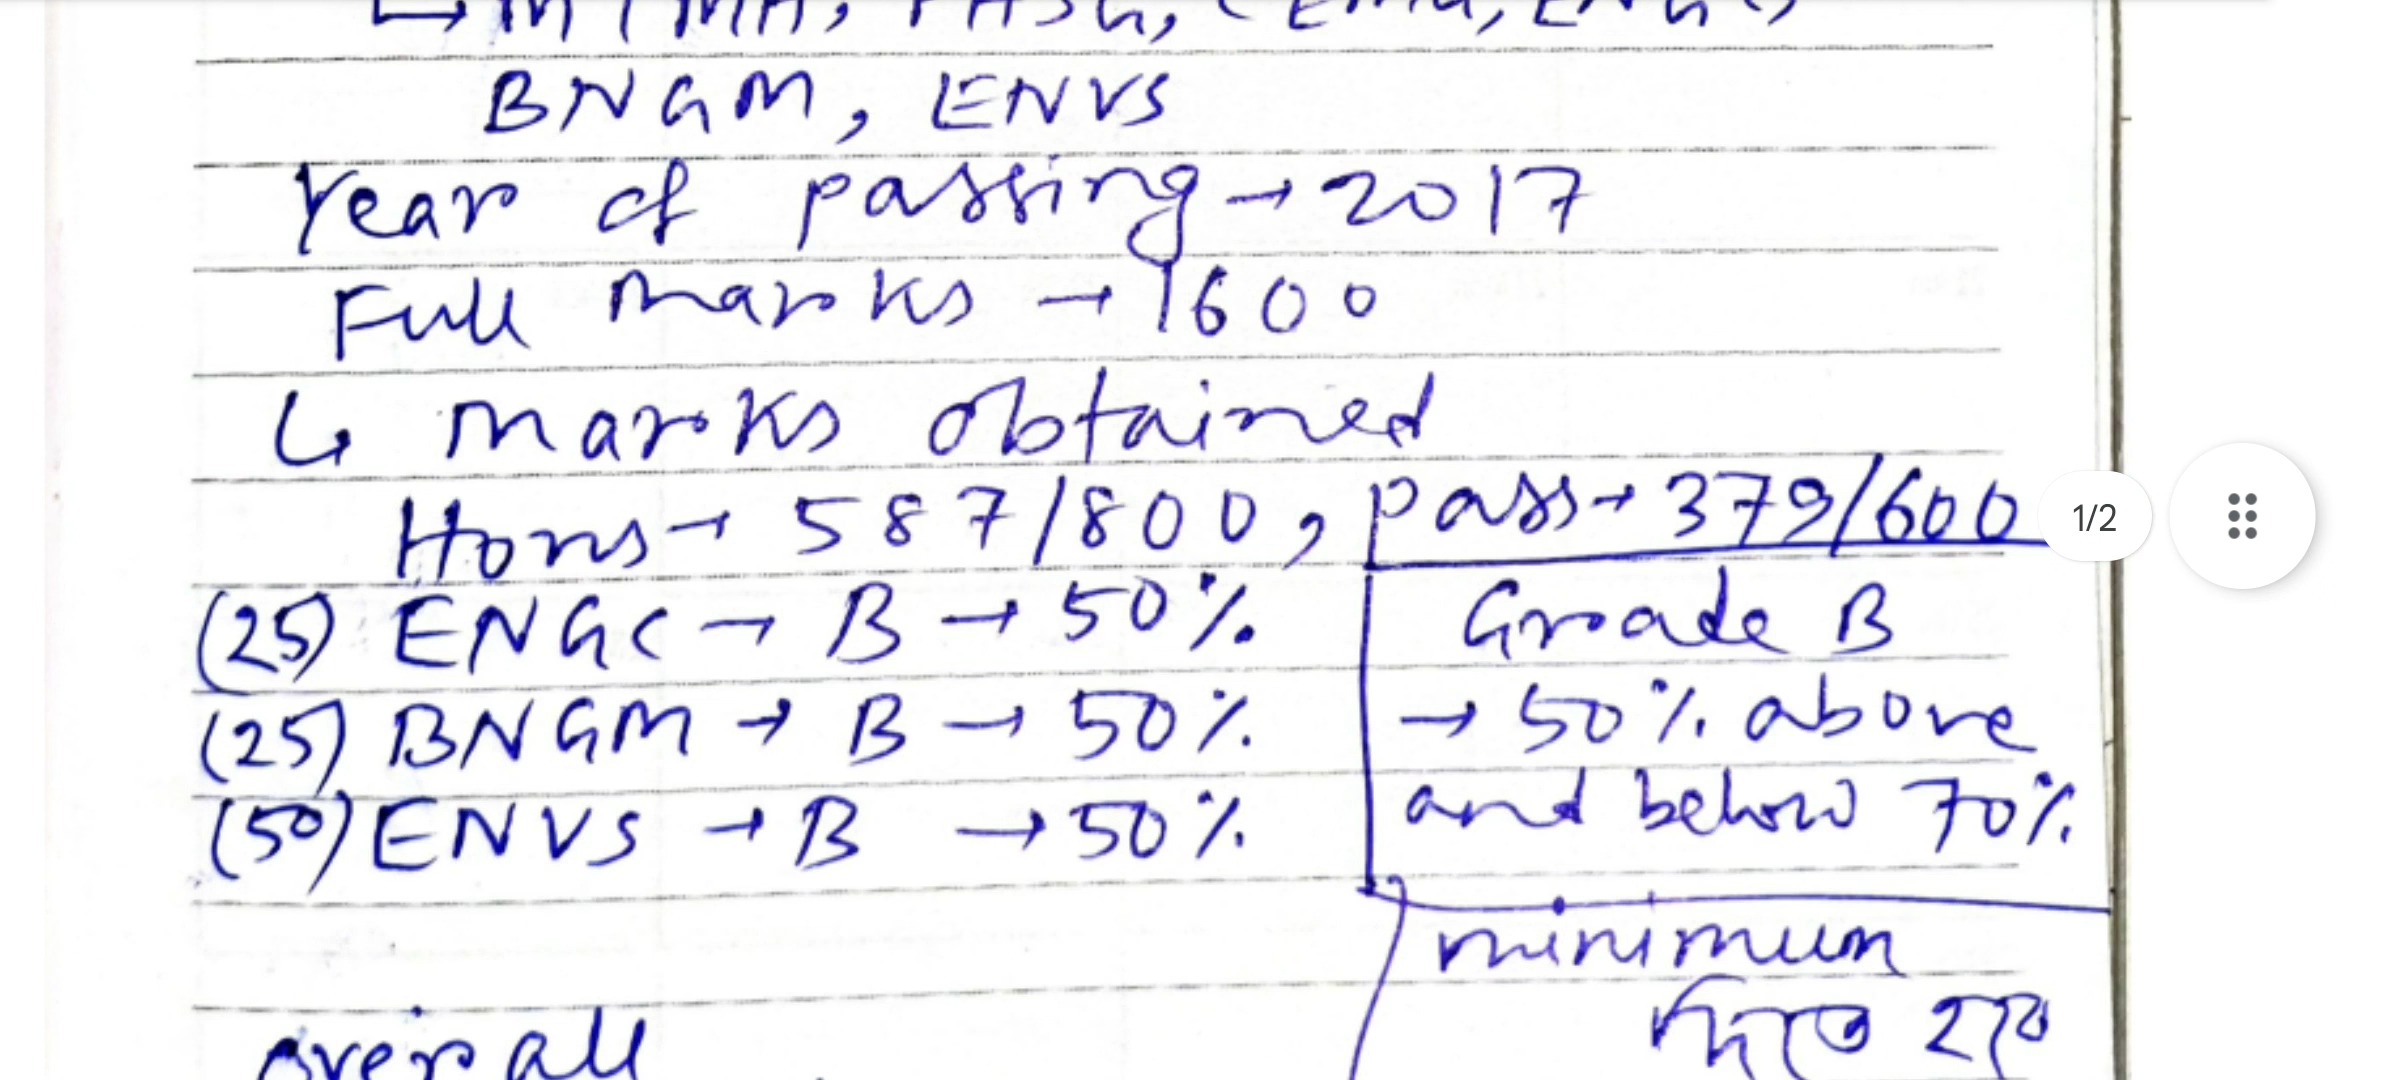 BNGM, ENVS
Year of passing → 2017
Full marks → 1600
↳ marks obtained
Hons → 587/800, pass → 379/600
1/2
(25) ENGC → B → 50%
Grade B
(25) BNGM → B → 50%
→ 50% above
(50) ENVS → B → 50%
and below 70%
minimum
দিতে হবে
overall